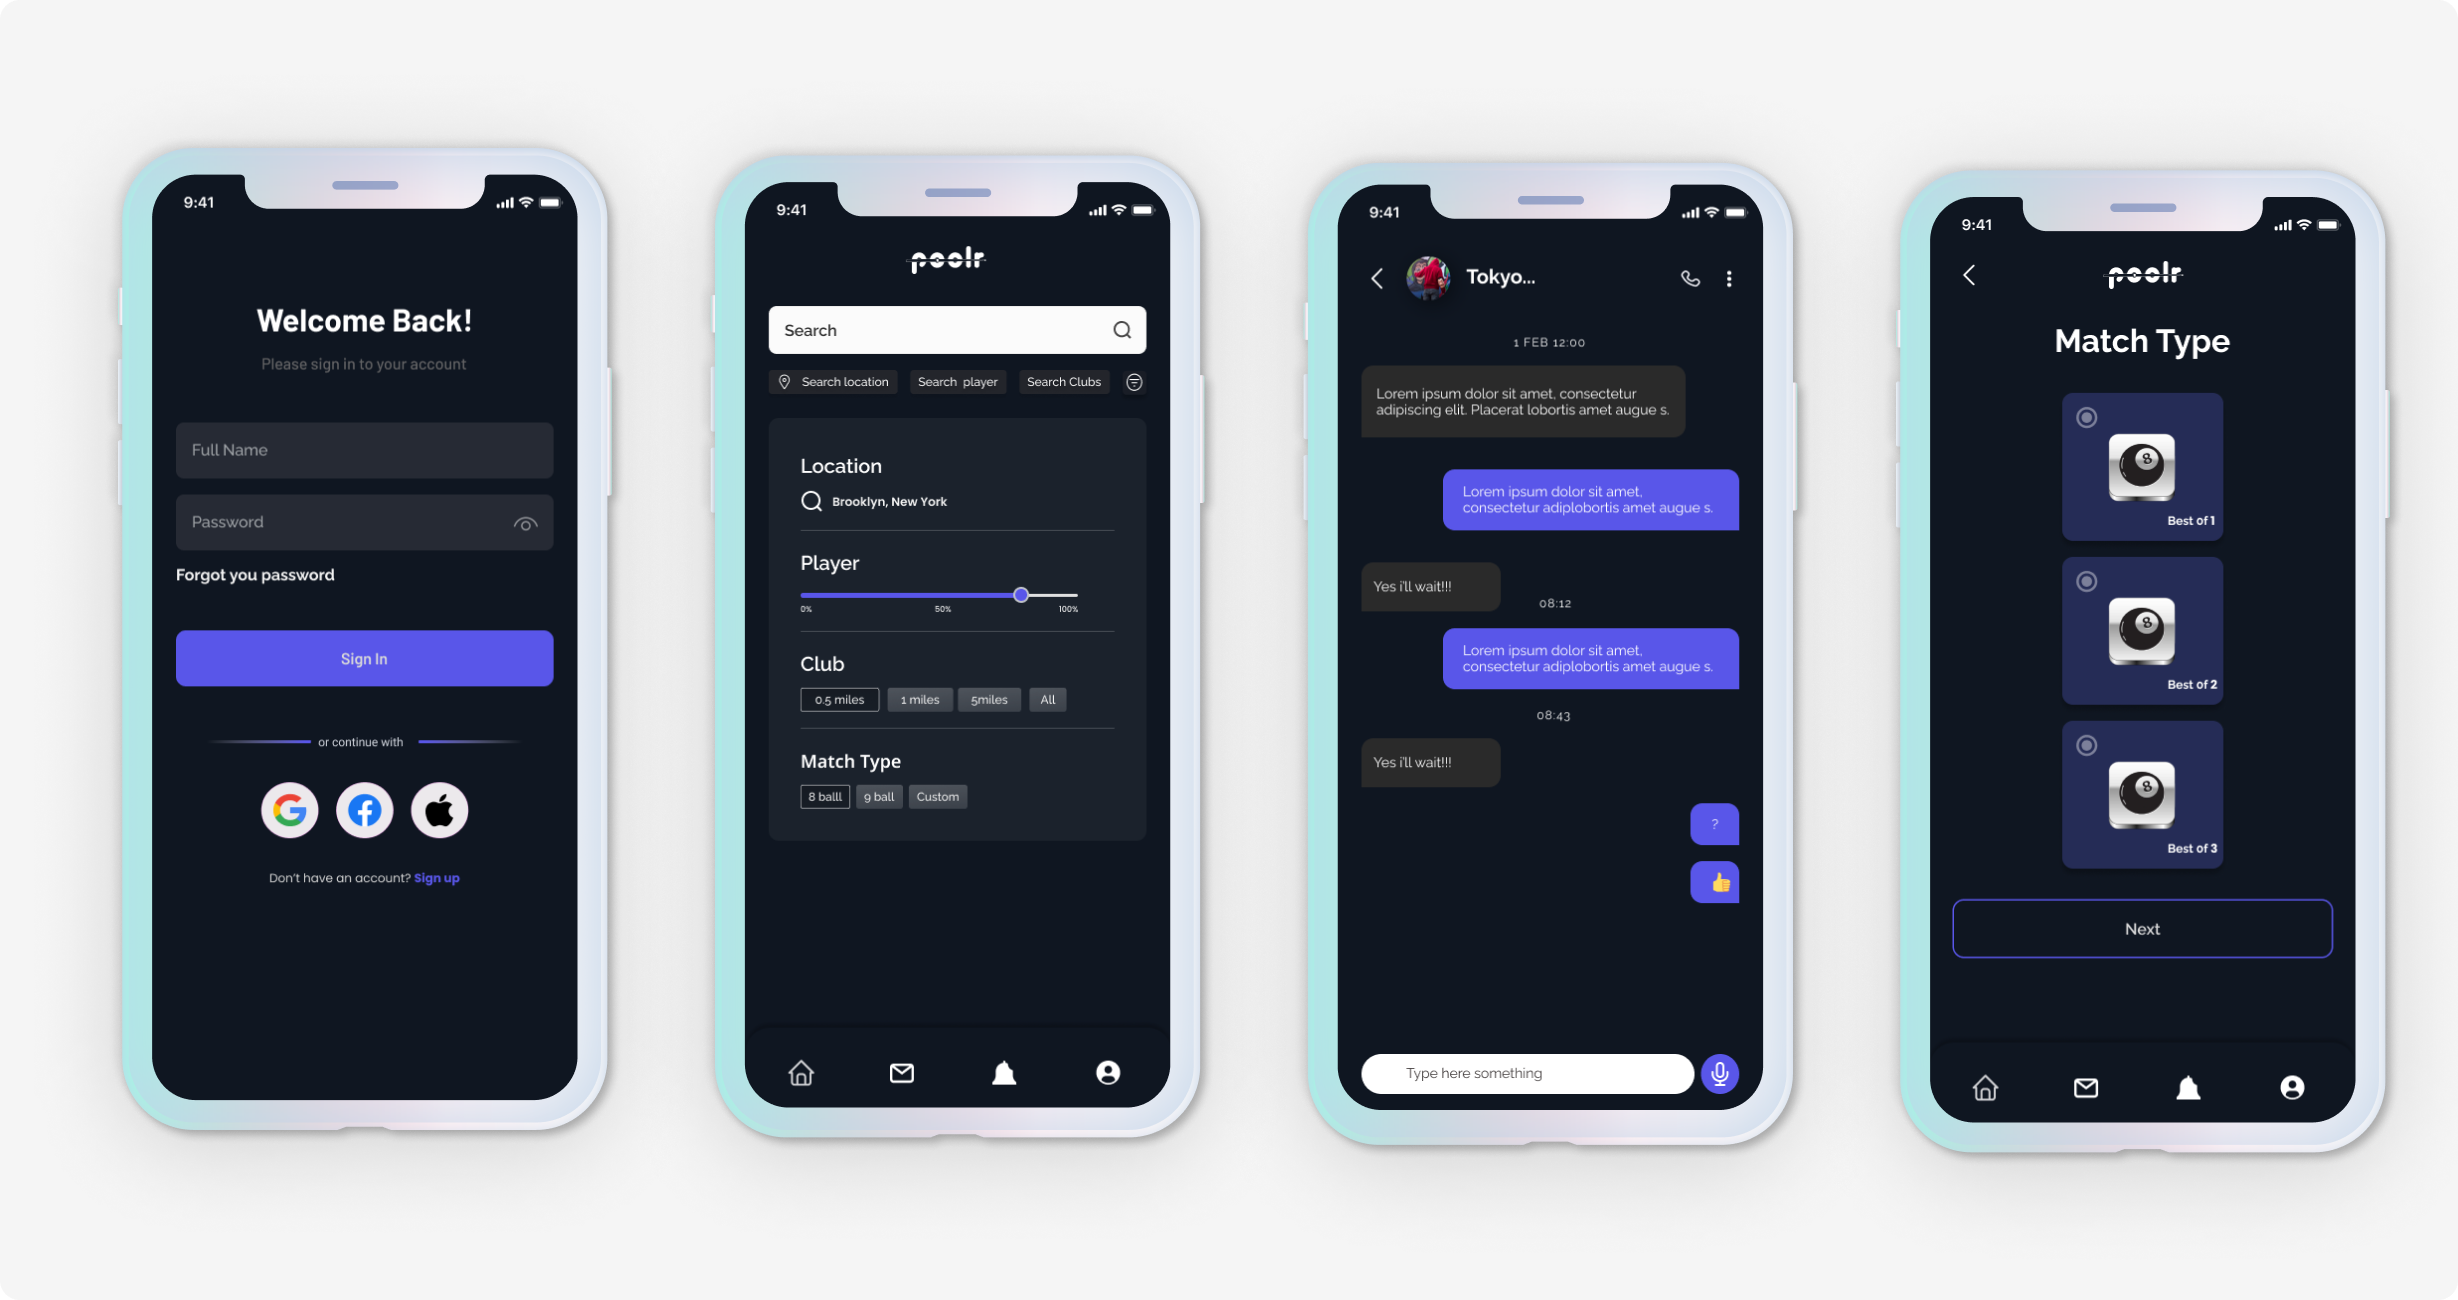 9:41
Welcome Back!
Please sign in to your account
Full Name
Password
Forgot you password
Sign In
or continue with
Don't have an account? Sign up
9:41
poolr
Search
Search location
Search player
Search Clubs
Location
Brooklyn, New York
Player
0% 50% 100%
Club
0.5 miles 1 miles 5miles All
Match Type
8 balll 9 ball Custom
9:41
Tokyo...
1 FEB 12:00
Lorem ipsum dolor sit amet, consectetur
adipiscing elit. Placerat lobortis amet augue s.
Lorem ipsum dolor sit amet,
consectetur adiplobortis amet augue s.
Yes i'll wait!!!
08:12
Lorem ipsum dolor sit amet,
consectetur adiplobortis amet augue s.
08:43
Yes i'll wait!!!
?
👍
Type here something
9:41
poolr
Match Type
8
Best of 1
8
Best of 2
8
Best of 3
Next